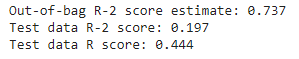 Out-of-bag R-2 score estimate: 0.737
Test data R-2 score: 0.197
Test data R score: 0.444